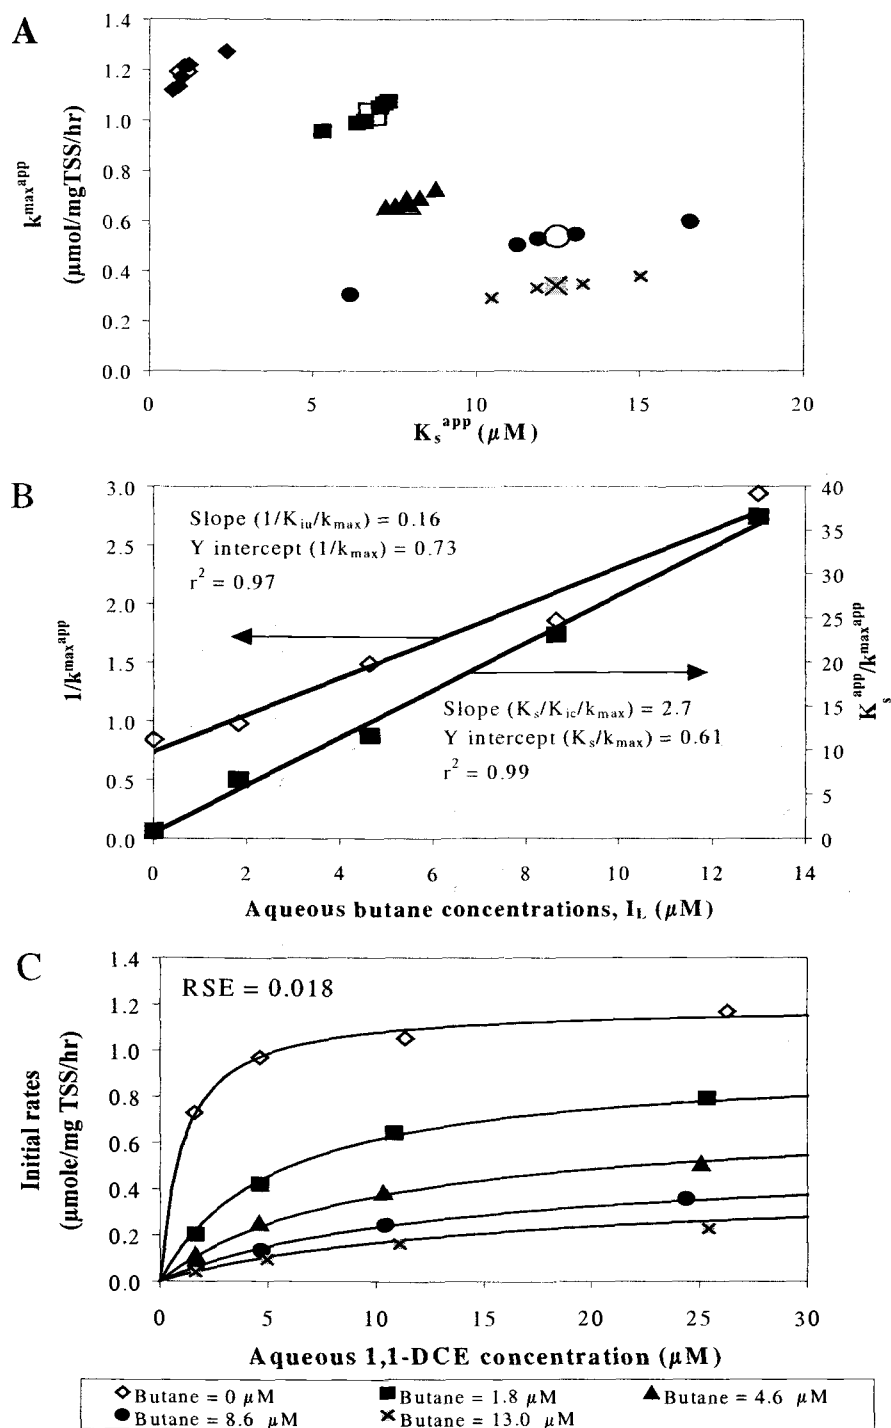 A
1.4
1.2
1.0
0.8
0.6
0.4
0.2
0.0
k^max^app
(µmol/mgTSS/hr)
0 5 10 15 20
K_s^app (µM)
B
3.0
2.5
2.0
1.5
1.0
0.5
0.0
1/k^max^app
Slope (1/K_iu/k_max) = 0.16
Y intercept (1/k_max) = 0.73
r² = 0.97
Slope (K_s/K_ic/k_max) = 2.7
Y intercept (K_s/k_max) = 0.61
r² = 0.99
40
35
30
25
20
15
10
5
0
K_s^app/k^max^app
0 2 4 6 8 10 12 14
Aqueous butane concentrations, I_L (µM)
C
1.4
1.2
1.0
0.8
0.6
0.4
0.2
0.0
Initial rates
(µmole/mg TSS/hr)
RSE = 0.018
0 5 10 15 20 25 30
Aqueous 1,1-DCE concentration (µM)
Butane = 0 µM Butane = 1.8 µM Butane = 4.6 µM
Butane = 8.6 µM Butane = 13.0 µM